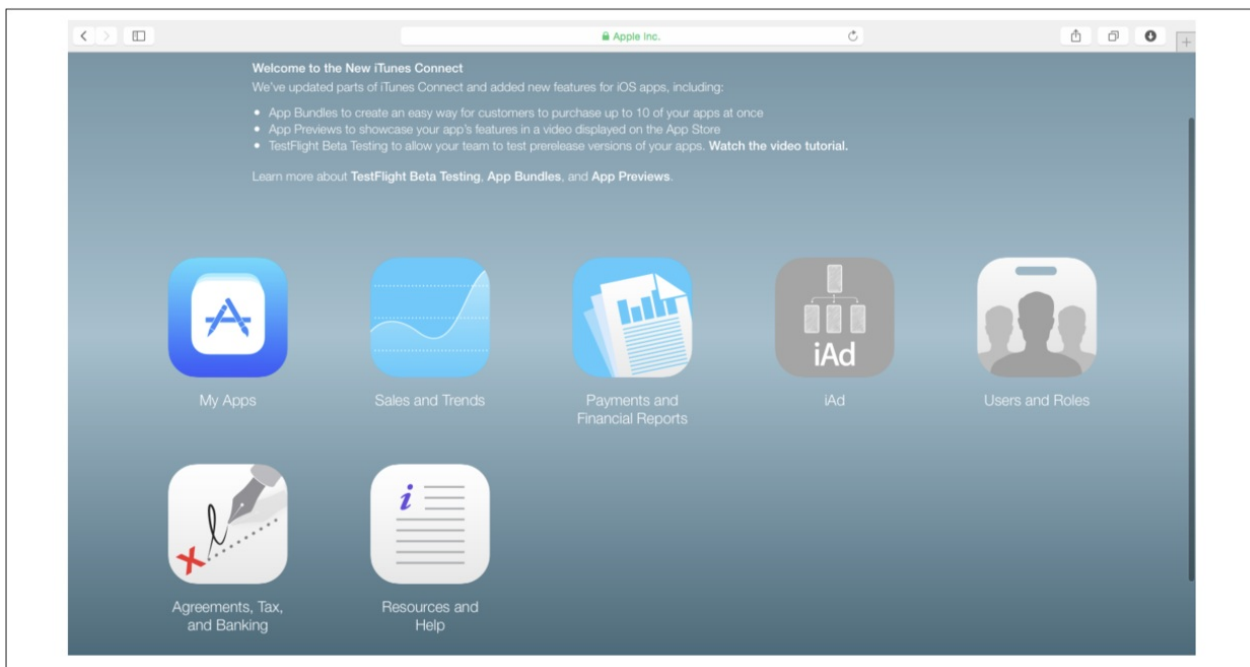 Apple Inc.
Welcome to the New iTunes Connect
We've updated parts of iTunes Connect and added new features for iOS apps, including:
• App Bundles to create an easy way for customers to purchase up to 10 of your apps at once
• App Previews to showcase your app's features in a video displayed on the App Store
• TestFlight Beta Testing to allow your team to test prerelease versions of your apps. Watch the video tutorial.
Learn more about TestFlight Beta Testing, App Bundles, and App Previews.
iAd
My Apps
Sales and Trends
Payments and
Financial Reports
iAd
Users and Roles
i
Agreements, Tax,
and Banking
Resources and
Help